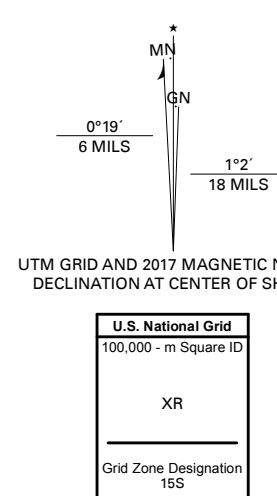 ★
MN
GN
0°19´
6 MILS
1°2´
18 MILS
UTM GRID AND 2017 MAGNETIC N
DECLINATION AT CENTER OF SH
U.S. National Grid
100,000 - m Square ID
XR
Grid Zone Designation
15S